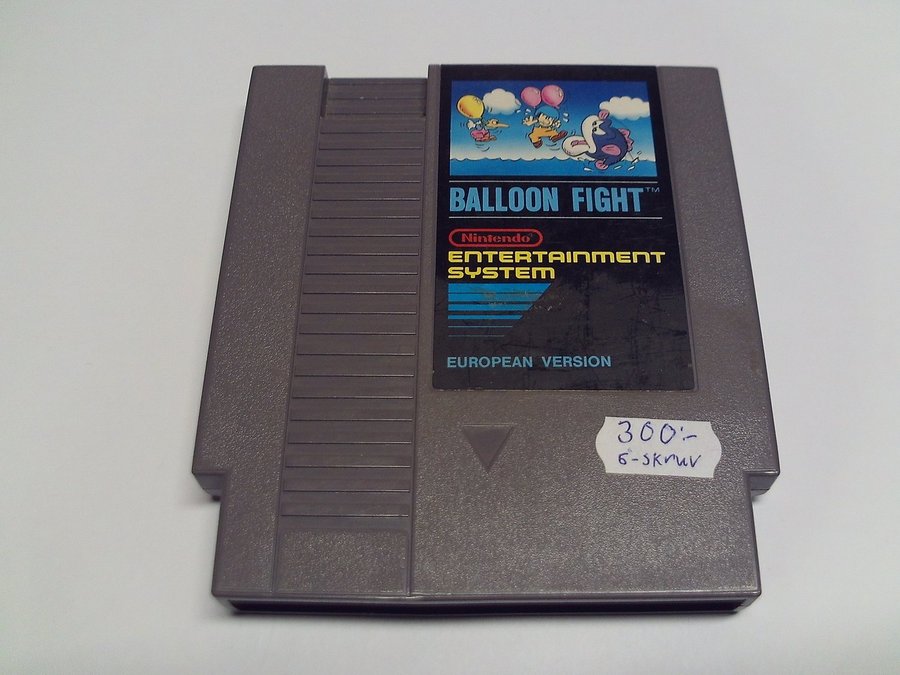 BALLOON FIGHT™
Nintendo®
ENTERTAINMENT
SYSTEM
EUROPEAN VERSION
300:-
5-skruv